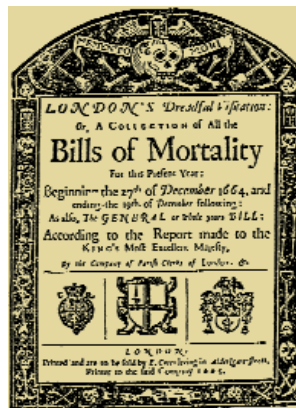 MEMENTO MORI
LONDON'S Dreadful Visitation:
Or, A COLLECTION of All the
Bills of Mortality
For this Present Year:
Beginning the 27th of December 1664. and
ending the 19th. of December following:
As also, The GENERAL or whole years BILL:
According to the Report made to the
KING'S Most Excellent Majesty,
By the Company of Parish Clerks of London. &c.
LONDON:
Printed and are to be sold by E. Cotes living in Aldersgate street,
Printer to the said Company 1665.